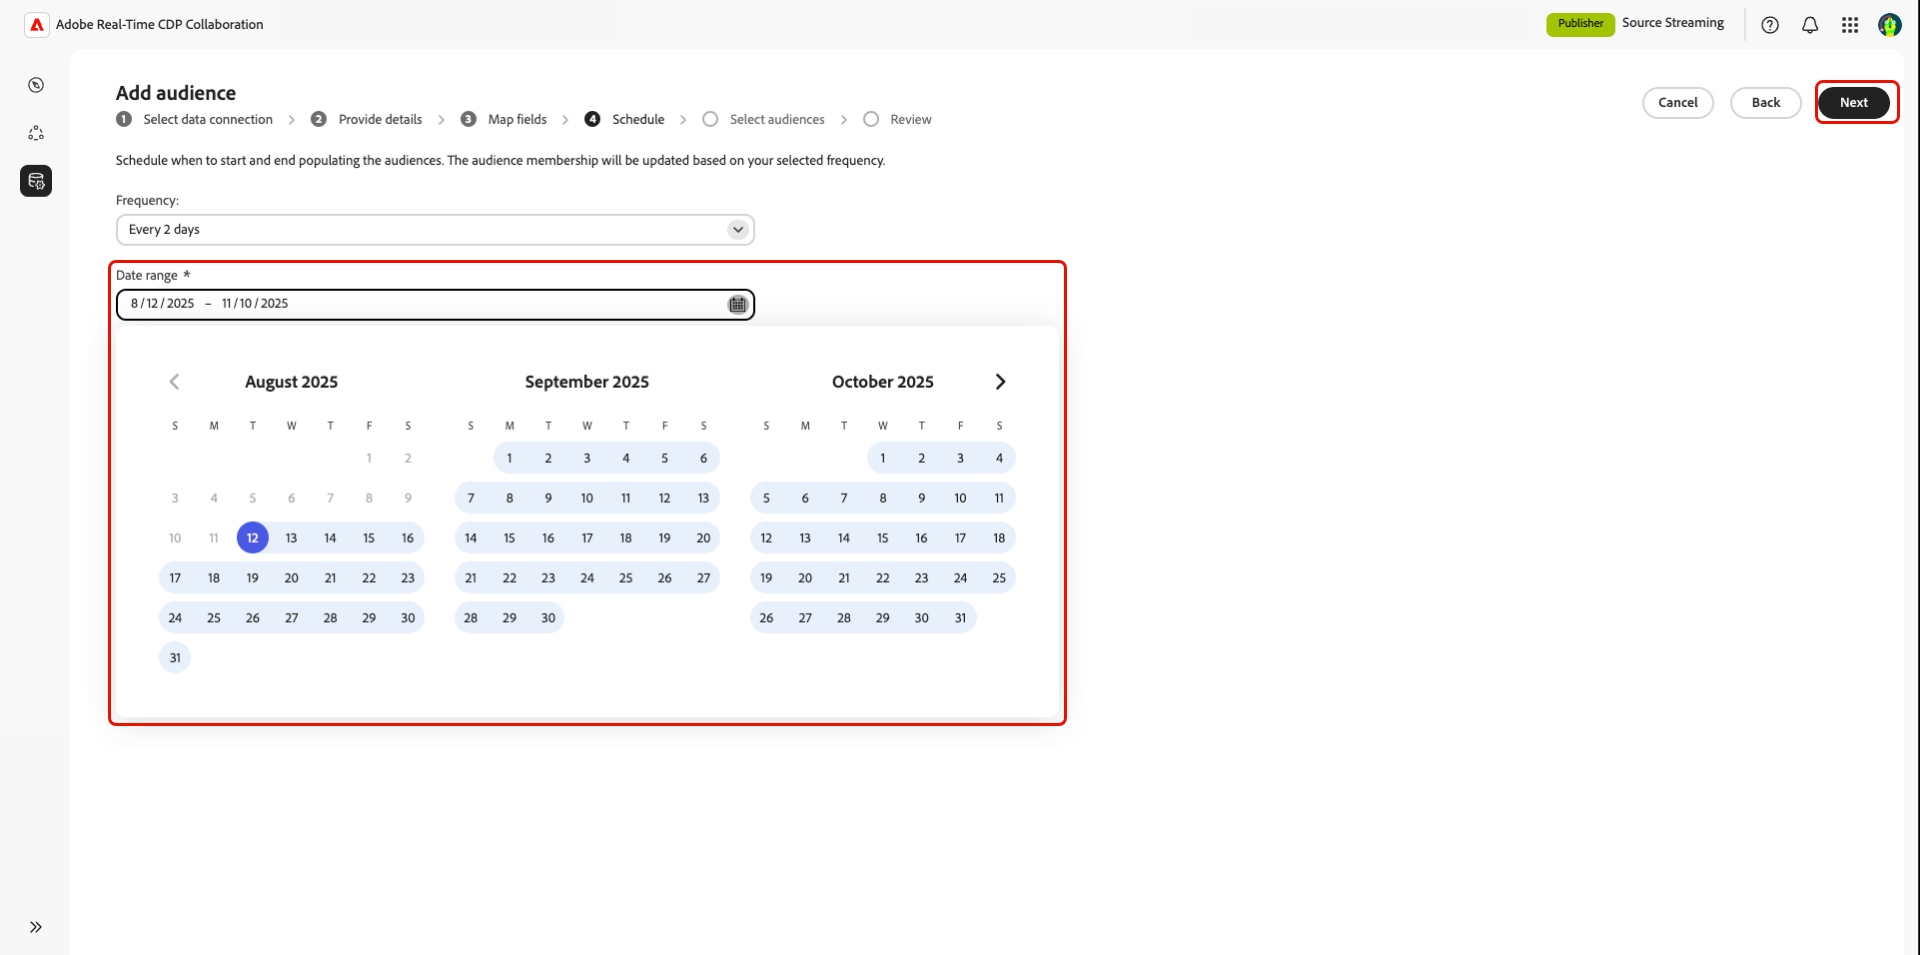 Adobe Real-Time CDP Collaboration
Publisher Source Streaming
Add audience
1 Select data connection 2 Provide details 3 Map fields 4 Schedule Select audiences Review
Cancel Back Next
Schedule when to start and end populating the audiences. The audience membership will be updated based on your selected frequency.
Frequency:
Every 2 days
Date range *
8 / 12 / 2025 – 11 / 10 / 2025
August 2025
S M T W T F S
1 2
3 4 5 6 7 8 9
10 11 12 13 14 15 16
17 18 19 20 21 22 23
24 25 26 27 28 29 30
31
September 2025
S M T W T F S
1 2 3 4 5 6
7 8 9 10 11 12 13
14 15 16 17 18 19 20
21 22 23 24 25 26 27
28 29 30
October 2025
S M T W T F S
1 2 3 4
5 6 7 8 9 10 11
12 13 14 15 16 17 18
19 20 21 22 23 24 25
26 27 28 29 30 31